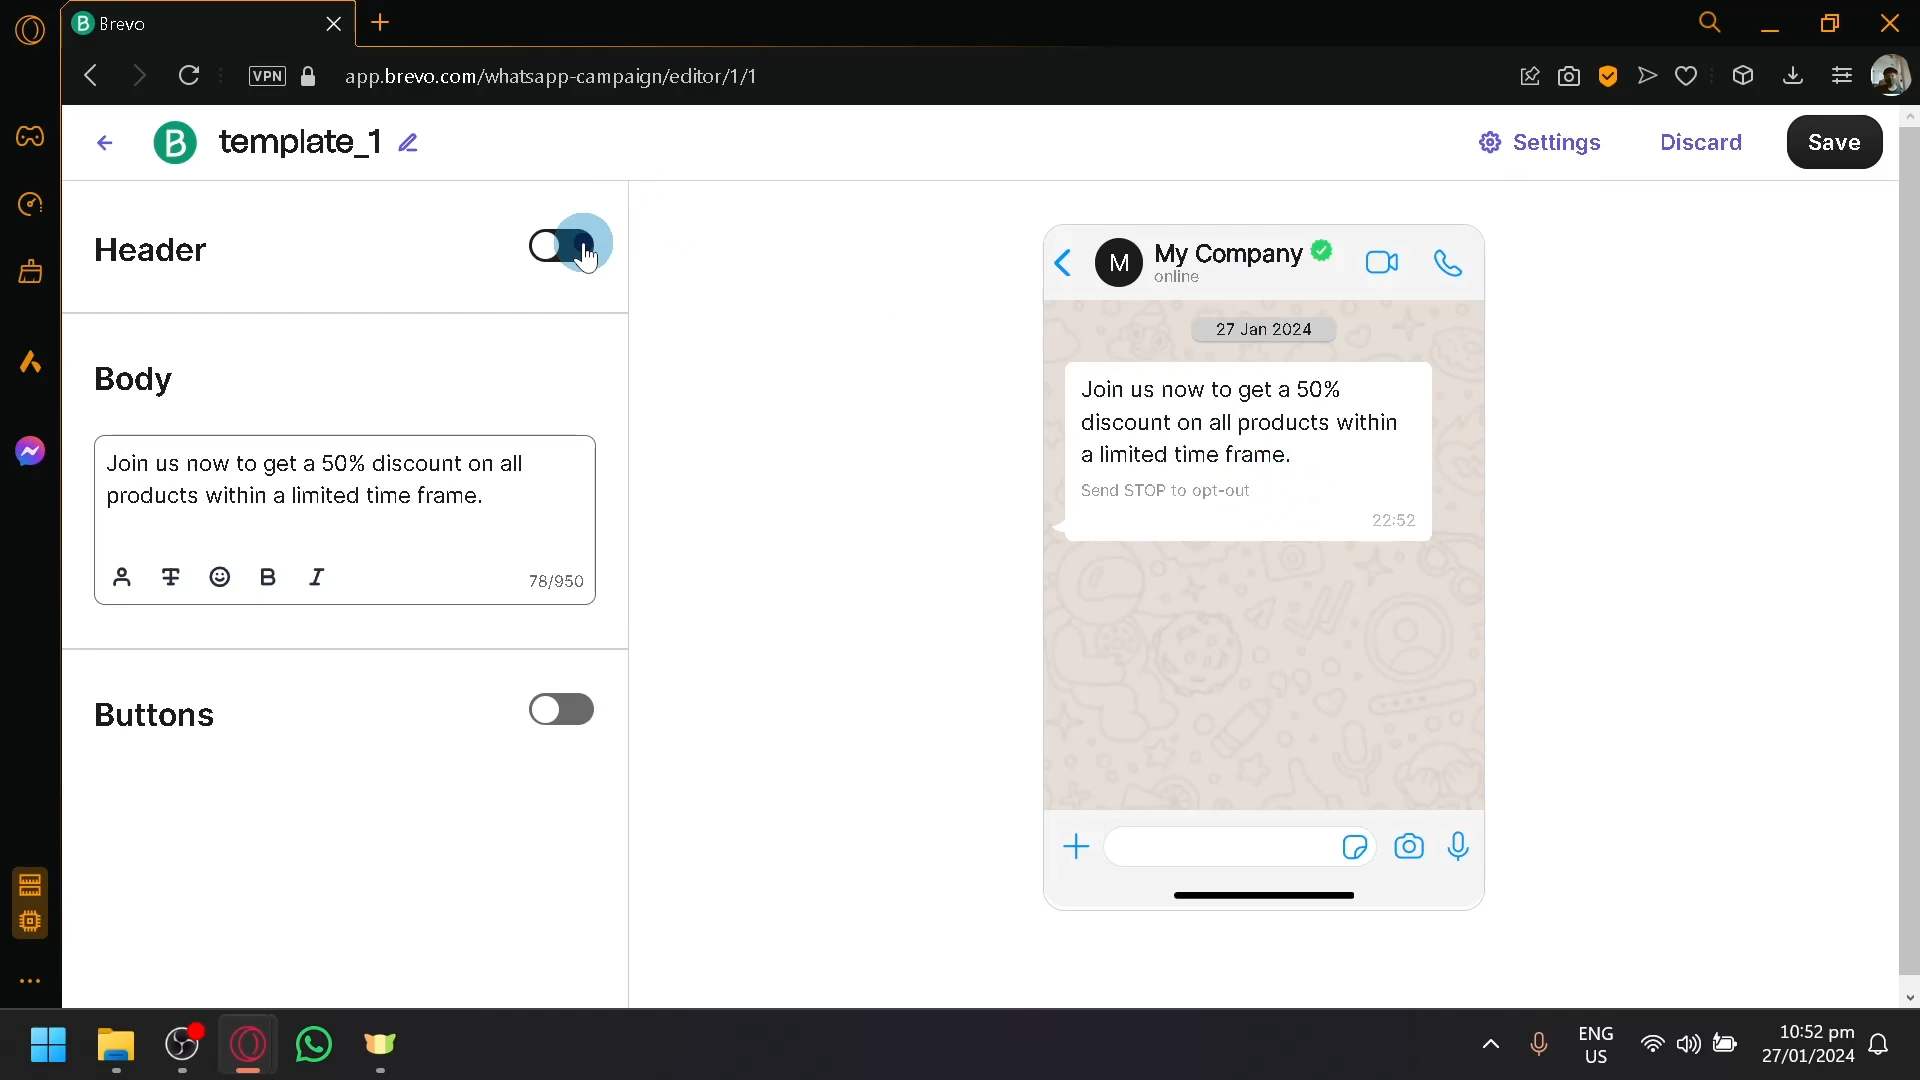 Brevo
VPN
app.brevo.com/whatsapp-campaign/editor/1/1
B template_1
Settings
Discard
Save
Header
Body
Join us now to get a 50% discount on all
products within a limited time frame.
B I
78/950
Buttons
M
My Company
online
27 Jan 2024
Join us now to get a 50%
discount on all products within
a limited time frame.
Send STOP to opt-out
22:52
ENG
US
10:52 pm
27/01/2024